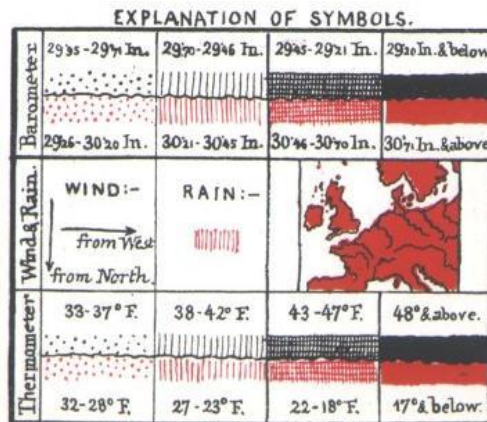 EXPLANATION OF SYMBOLS.
Barometer
29.95 - 29.71 In.
29.70 - 29.46 In.
29.45 - 29.21 In.
29.20 In. & below.
29.26 - 30.20 In.
30.21 - 30.45 In.
30.46 - 30.70 In.
30.71 In. & above.
Wind & Rain.
WIND:-
from West
from North.
RAIN:-
Thermometer
33-37° F.
38-42° F.
43-47° F.
48° & above.
32-28° F.
27-23° F.
22-18° F.
17° & below.